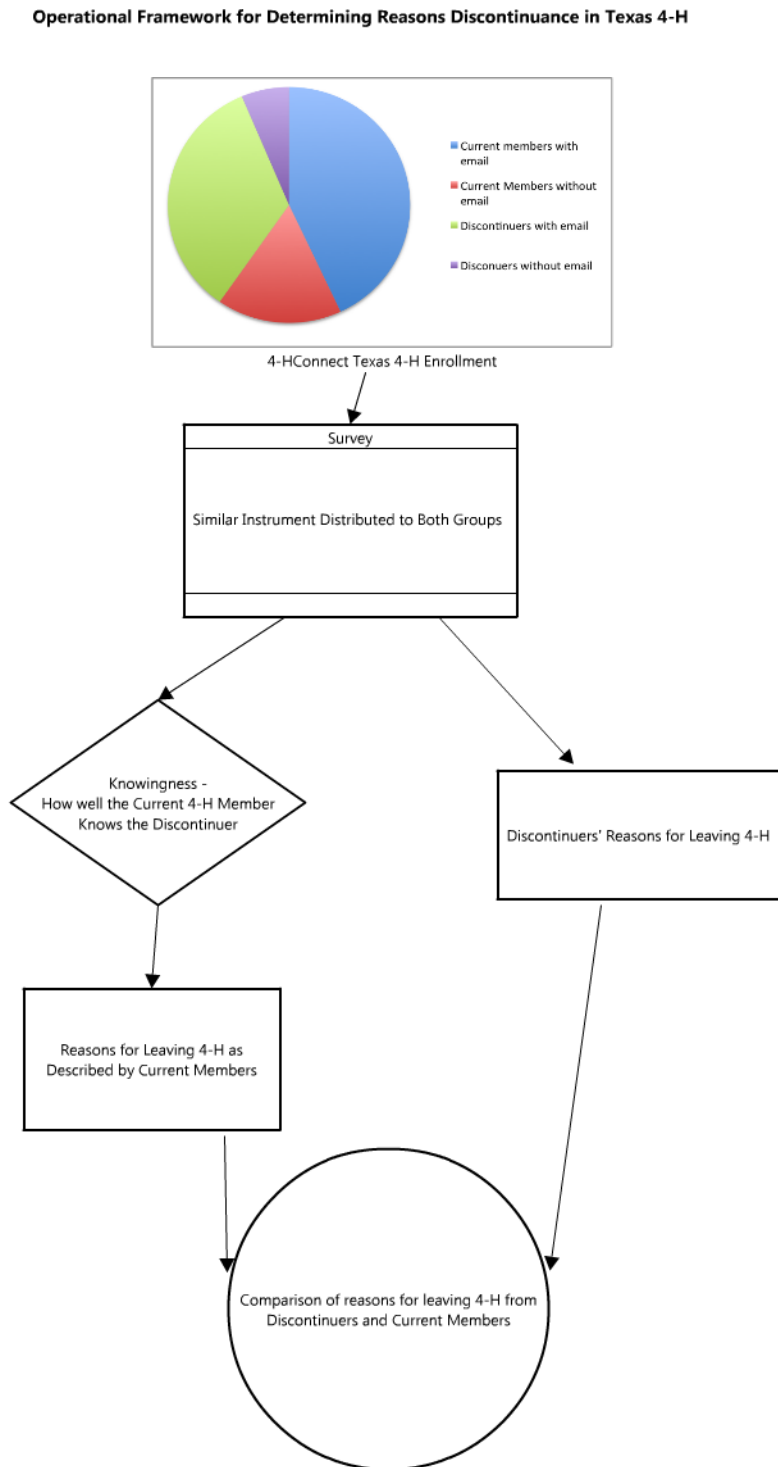 Operational Framework for Determining Reasons Discontinuance in Texas 4-H
Current members with
email
Current Members without
email
Discontinuers with email
Disconuers without email
4-HConnect Texas 4-H Enrollment
Survey
Similar Instrument Distributed to Both Groups
Knowingness -
How well the Current 4-H Member
Knows the Discontinuer
Discontinuers' Reasons for Leaving 4-H
Reasons for Leaving 4-H as
Described by Current Members
Comparison of reasons for leaving 4-H from
Discontinuers and Current Members